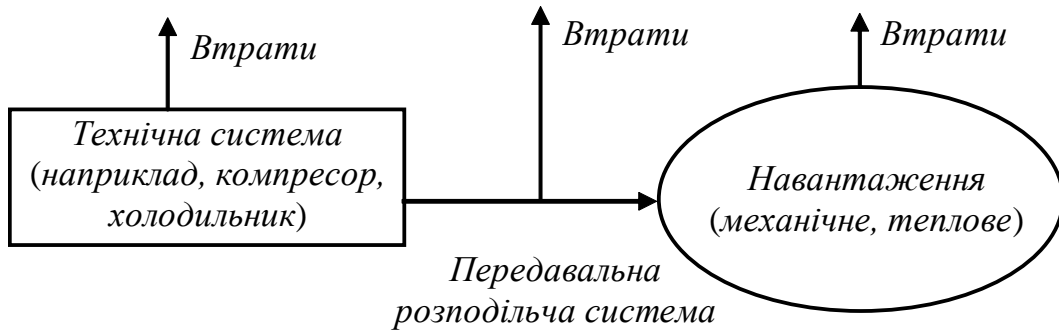 Втрати
Втрати
Втрати
Технічна система
(наприклад, компресор,
холодильник)
Навантаження
(механічне, теплове)
Передавальна
розподільча система